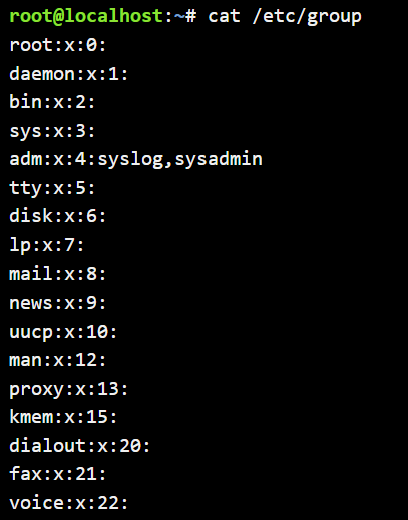 root@localhost:~# cat /etc/group
root:x:0:
daemon:x:1:
bin:x:2:
sys:x:3:
adm:x:4:syslog,sysadmin
tty:x:5:
disk:x:6:
lp:x:7:
mail:x:8:
news:x:9:
uucp:x:10:
man:x:12:
proxy:x:13:
kmem:x:15:
dialout:x:20:
fax:x:21:
voice:x:22: